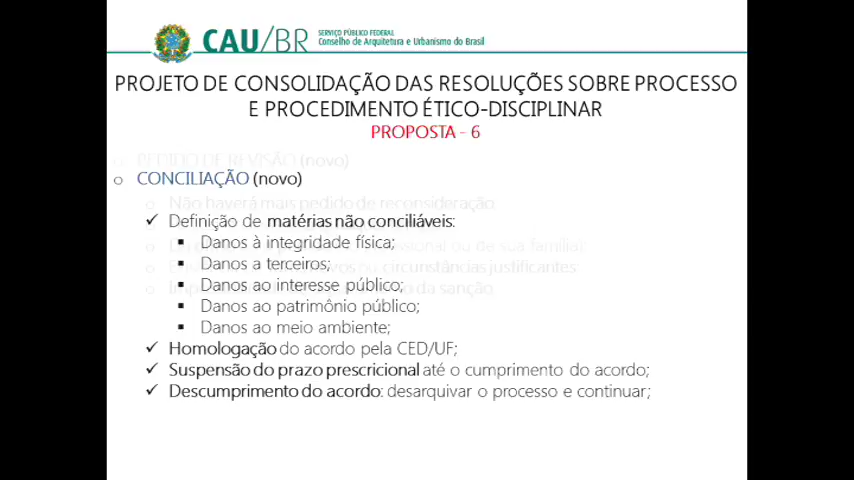 CAU/BR
SERVIÇO PÚBLICO FEDERAL
Conselho de Arquitetura e Urbanismo do Brasil
PROJETO DE CONSOLIDAÇÃO DAS RESOLUÇÕES SOBRE PROCESSO
E PROCEDIMENTO ÉTICO-DISCIPLINAR
PROPOSTA - 6
o PEDIDO DE REVISÃO (novo)
o CONCILIAÇÃO (novo)
o Não haverá mais pedido de reconsideração
✓ Definição de matérias não conciliáveis:
▪ Danos à integridade física;
▪ Danos a terceiros;
▪ Danos ao interesse público;
▪ Danos ao patrimônio público;
▪ Danos ao meio ambiente;
✓ Homologação do acordo pela CED/UF;
✓ Suspensão do prazo prescricional até o cumprimento do acordo;
✓ Descumprimento do acordo: desarquivar o processo e continuar;